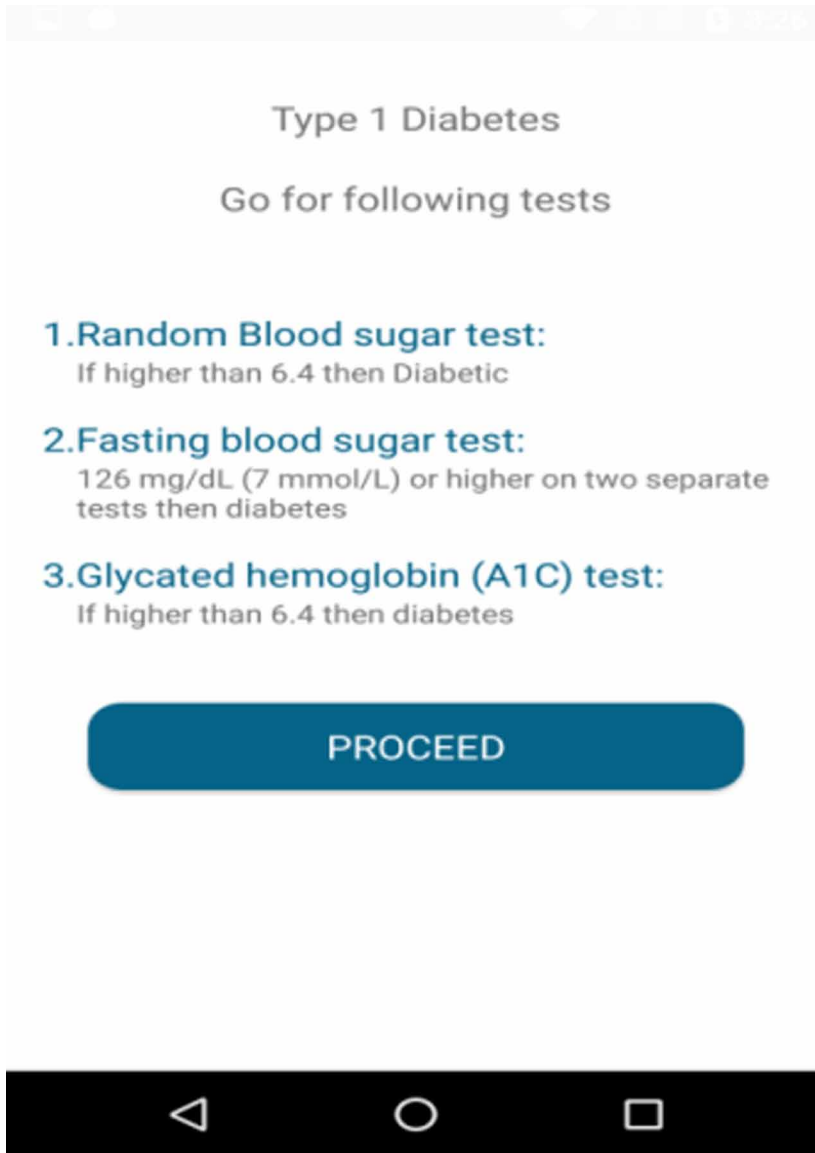 Type 1 Diabetes
Go for following tests
1.Random Blood sugar test:
If higher than 6.4 then Diabetic
2.Fasting blood sugar test:
126 mg/dL (7 mmol/L) or higher on two separate
tests then diabetes
3.Glycated hemoglobin (A1C) test:
If higher than 6.4 then diabetes
PROCEED